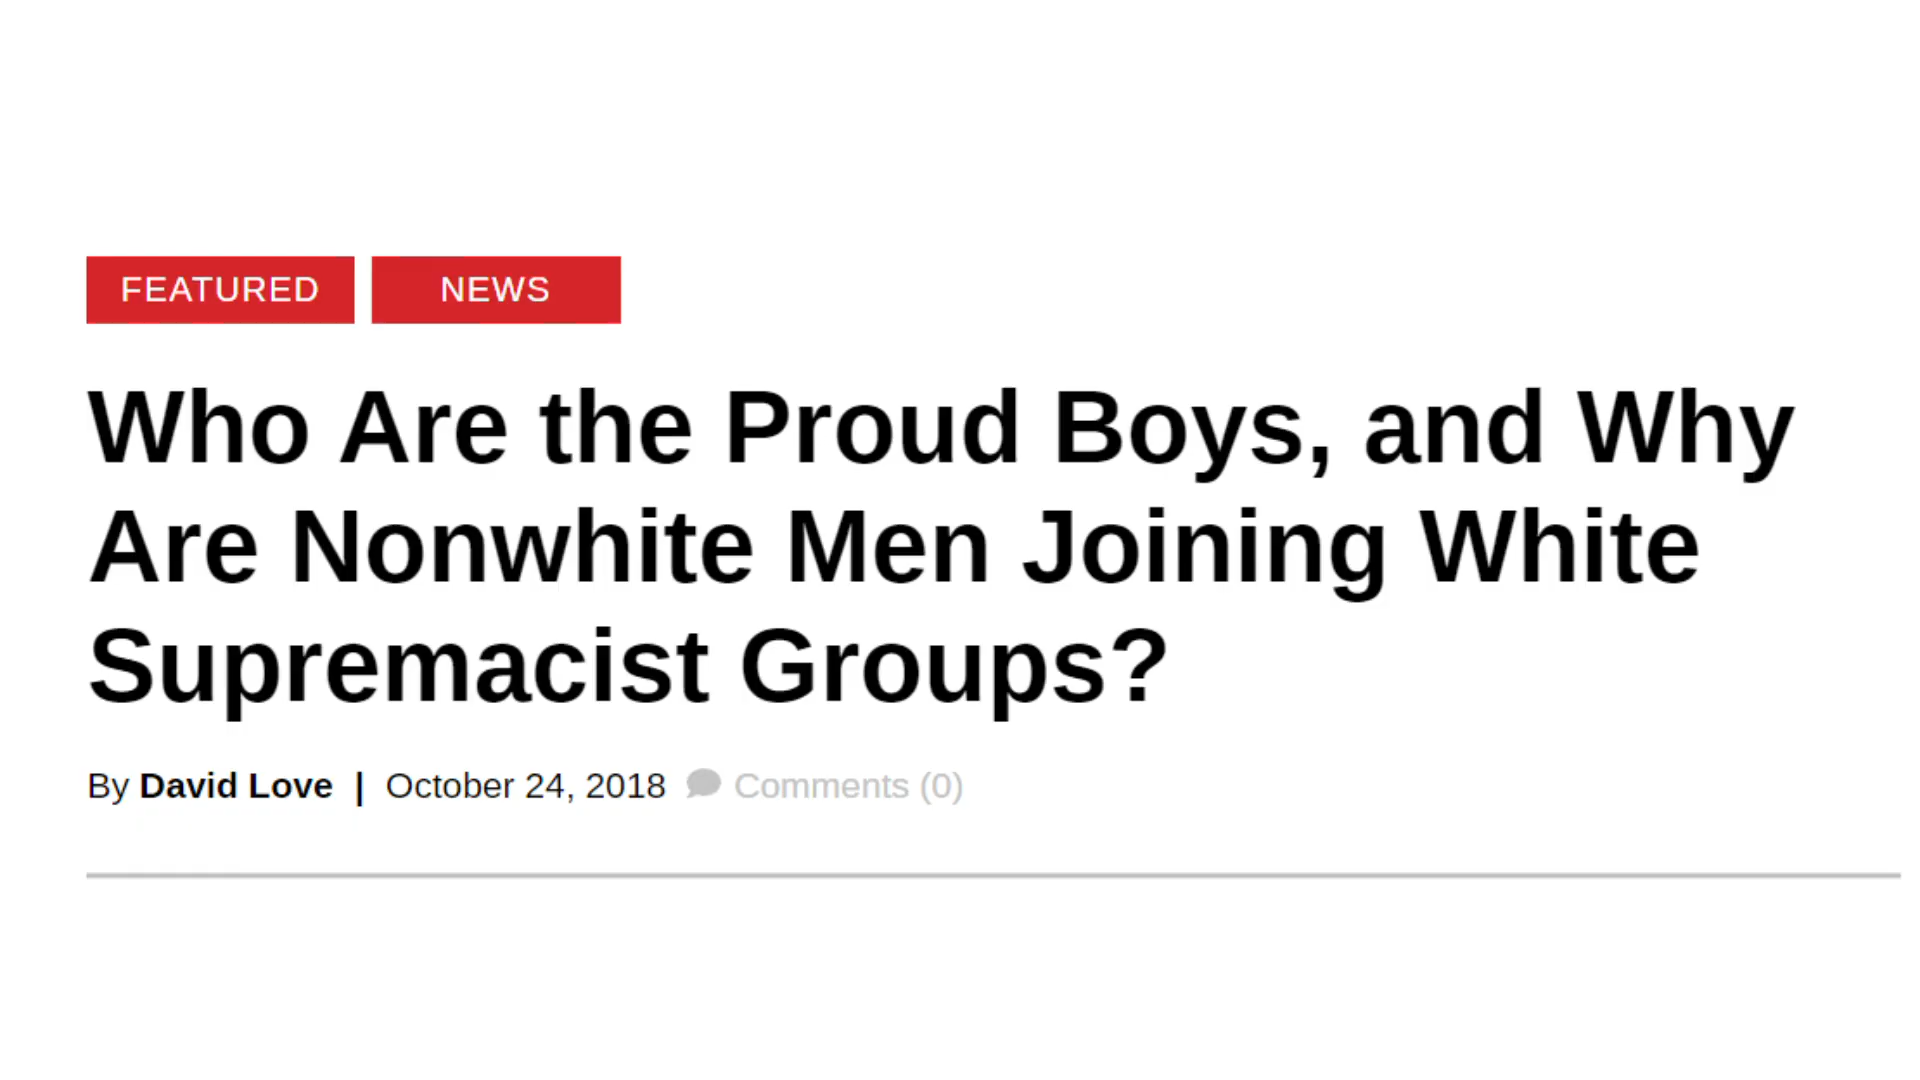 FEATURED NEWS
Who Are the Proud Boys, and Why
Are Nonwhite Men Joining White
Supremacist Groups?
By David Love | October 24, 2018 Comments (0)